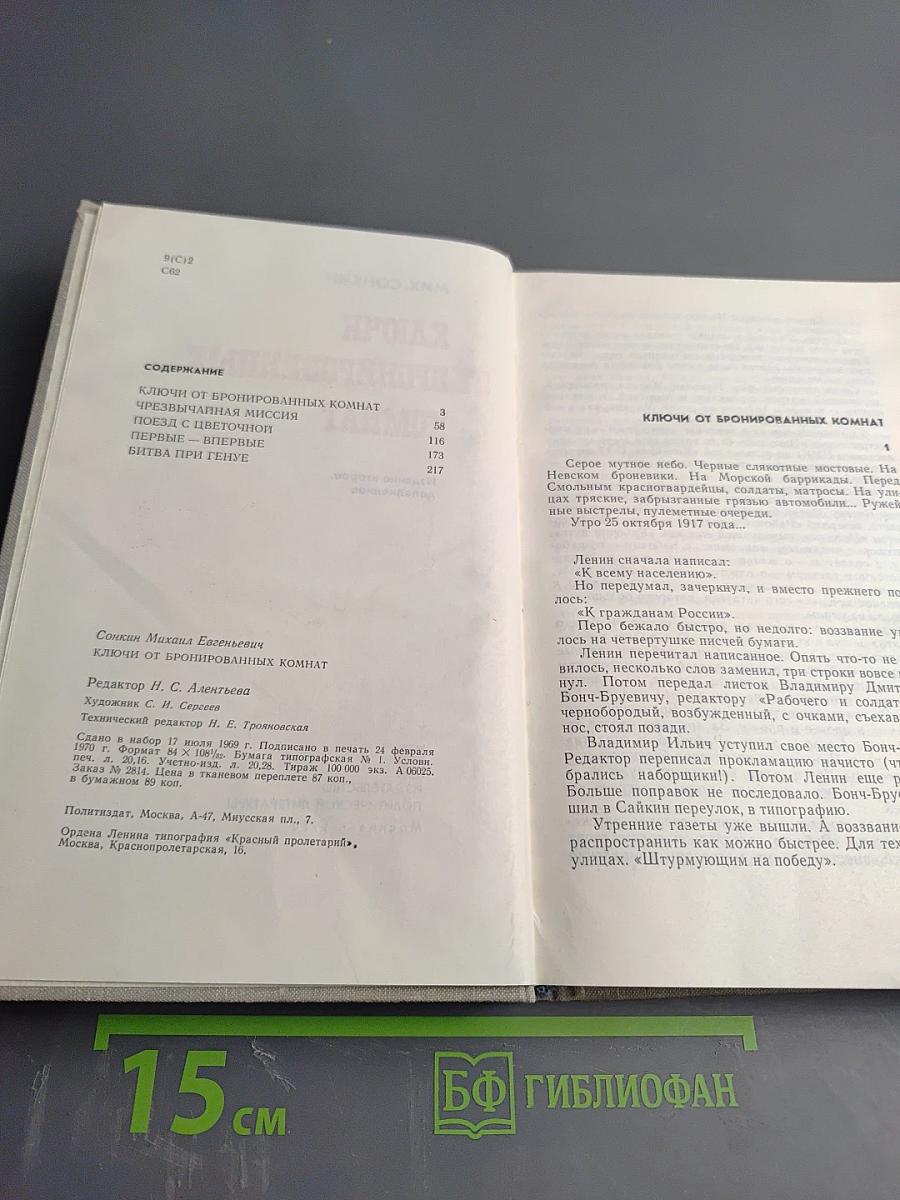 9(С)2
С62
СОДЕРЖАНИЕ
КЛЮЧИ ОТ БРОНИРОВАННЫХ КОМНАТ 3
ЧРЕЗВЫЧАЙНАЯ МИССИЯ 58
ПОЕЗД С ЦВЕТОЧНОЙ 116
ПЕРВЫЕ — ВПЕРВЫЕ 173
БИТВА ПРИ ГЕНУЕ 217
Сонкин Михаил Евгеньевич
КЛЮЧИ ОТ БРОНИРОВАННЫХ КОМНАТ
Редактор Н. С. Алентьева
Художник С. И. Сергеев
Технический редактор Н. Е. Трояновская
Сдано в набор 17 июля 1969 г. Подписано в печать 24 февраля
1970 г. Формат 84 × 108 1/32. Бумага типографская № 1. Условн.
печ. л. 20,16. Учетно-изд. л. 20,28. Тираж 100 000 экз. А 06025.
Заказ № 2814. Цена в тканевом переплете 87 коп.,
в бумажном 89 коп.
Политиздат, Москва, А-47, Миусская пл., 7.
Ордена Ленина типография «Красный пролетарий».
Москва, Краснопролетарская, 16.
КЛЮЧИ ОТ БРОНИРОВАННЫХ КОМНАТ
1
Серое мутное небо. Черные слякотные мостовые. На
Невском броневики. На Морской баррикады. Перед
Смольным красногвардейцы, солдаты, матросы. На ули-
цах тряские, забрызганные грязью автомобили... Ружей
ные выстрелы, пулеметные очереди.
Утро 25 октября 1917 года...
Ленин сначала написал:
«К всему населению».
Но передумал, зачеркнул, и вместо прежнего по
лось:
«К гражданам России».
Перо бежало быстро, но недолго: воззвание у
лось на четвертушке писчей бумаги.
Ленин перечитал написанное. Опять что-то не
вилось, несколько слов заменил, три строки вовсе
нул. Потом передал листок Владимиру Дмит
Бонч-Бруевичу, редактору «Рабочего и солдат
чернобородый, возбужденный, с очками, съехав
нос, стоял позади.
Владимир Ильич уступил свое место Бонч-
Редактор переписал прокламацию начисто (чт
брались наборщики!). Потом Ленин еще р
Больше поправок не последовало. Бонч-Бруе
шил в Сайкин переулок, в типографию.
Утренние газеты уже вышли. А воззвани
распространить как можно быстрее. Для тех
улицах. «Штурмующим на победу».
15 см
БФ ГИБЛИОФАН